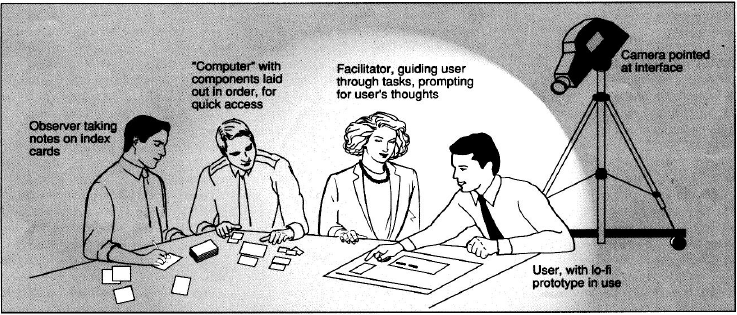 "Computer" with
components laid
out in order, for
quick access
Facilitator, guiding user
through tasks, prompting
for user's thoughts
Camera pointed
at interface
Observer taking
notes on index
cards
User, with lo-fi
prototype in use